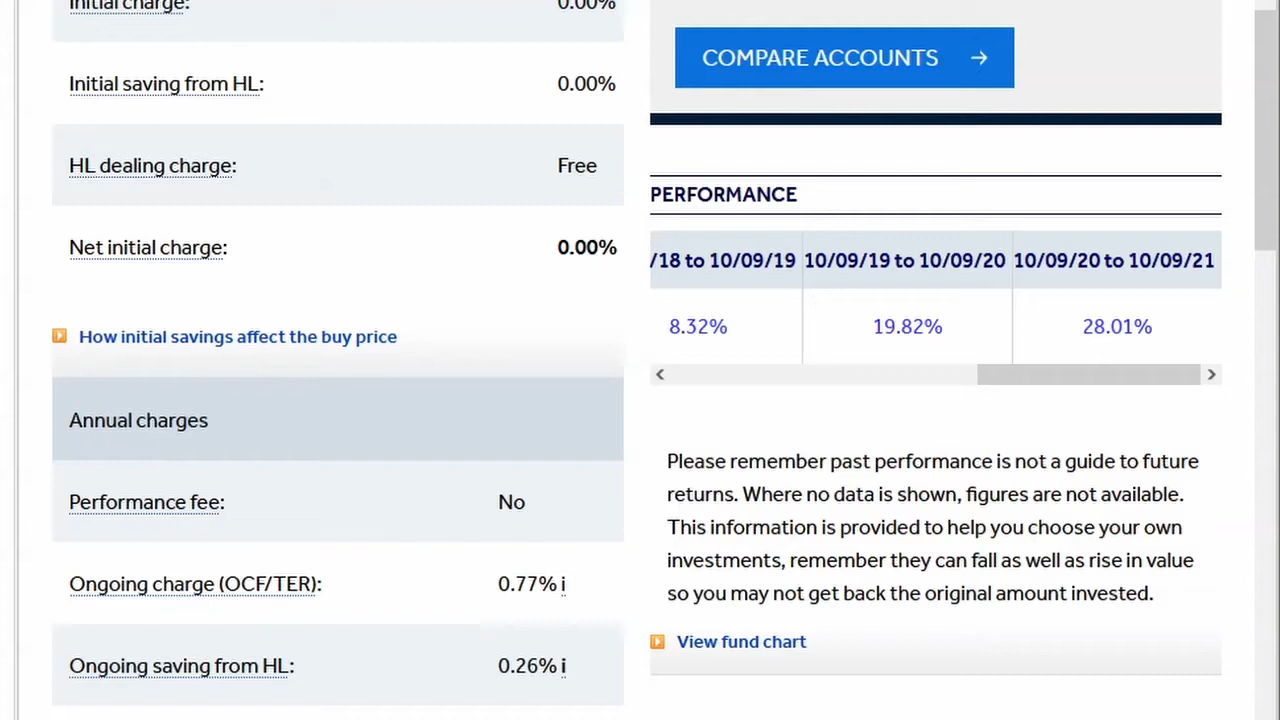 Initial charge: 0.00%
Initial saving from HL: 0.00%
HL dealing charge: Free
Net initial charge: 0.00%
How initial savings affect the buy price
Annual charges
Performance fee: No
Ongoing charge (OCF/TER): 0.77% i
Ongoing saving from HL: 0.26% i
COMPARE ACCOUNTS →
PERFORMANCE
/18 to 10/09/19 10/09/19 to 10/09/20 10/09/20 to 10/09/21
8.32% 19.82% 28.01%
Please remember past performance is not a guide to future
returns. Where no data is shown, figures are not available.
This information is provided to help you choose your own
investments, remember they can fall as well as rise in value
so you may not get back the original amount invested.
View fund chart